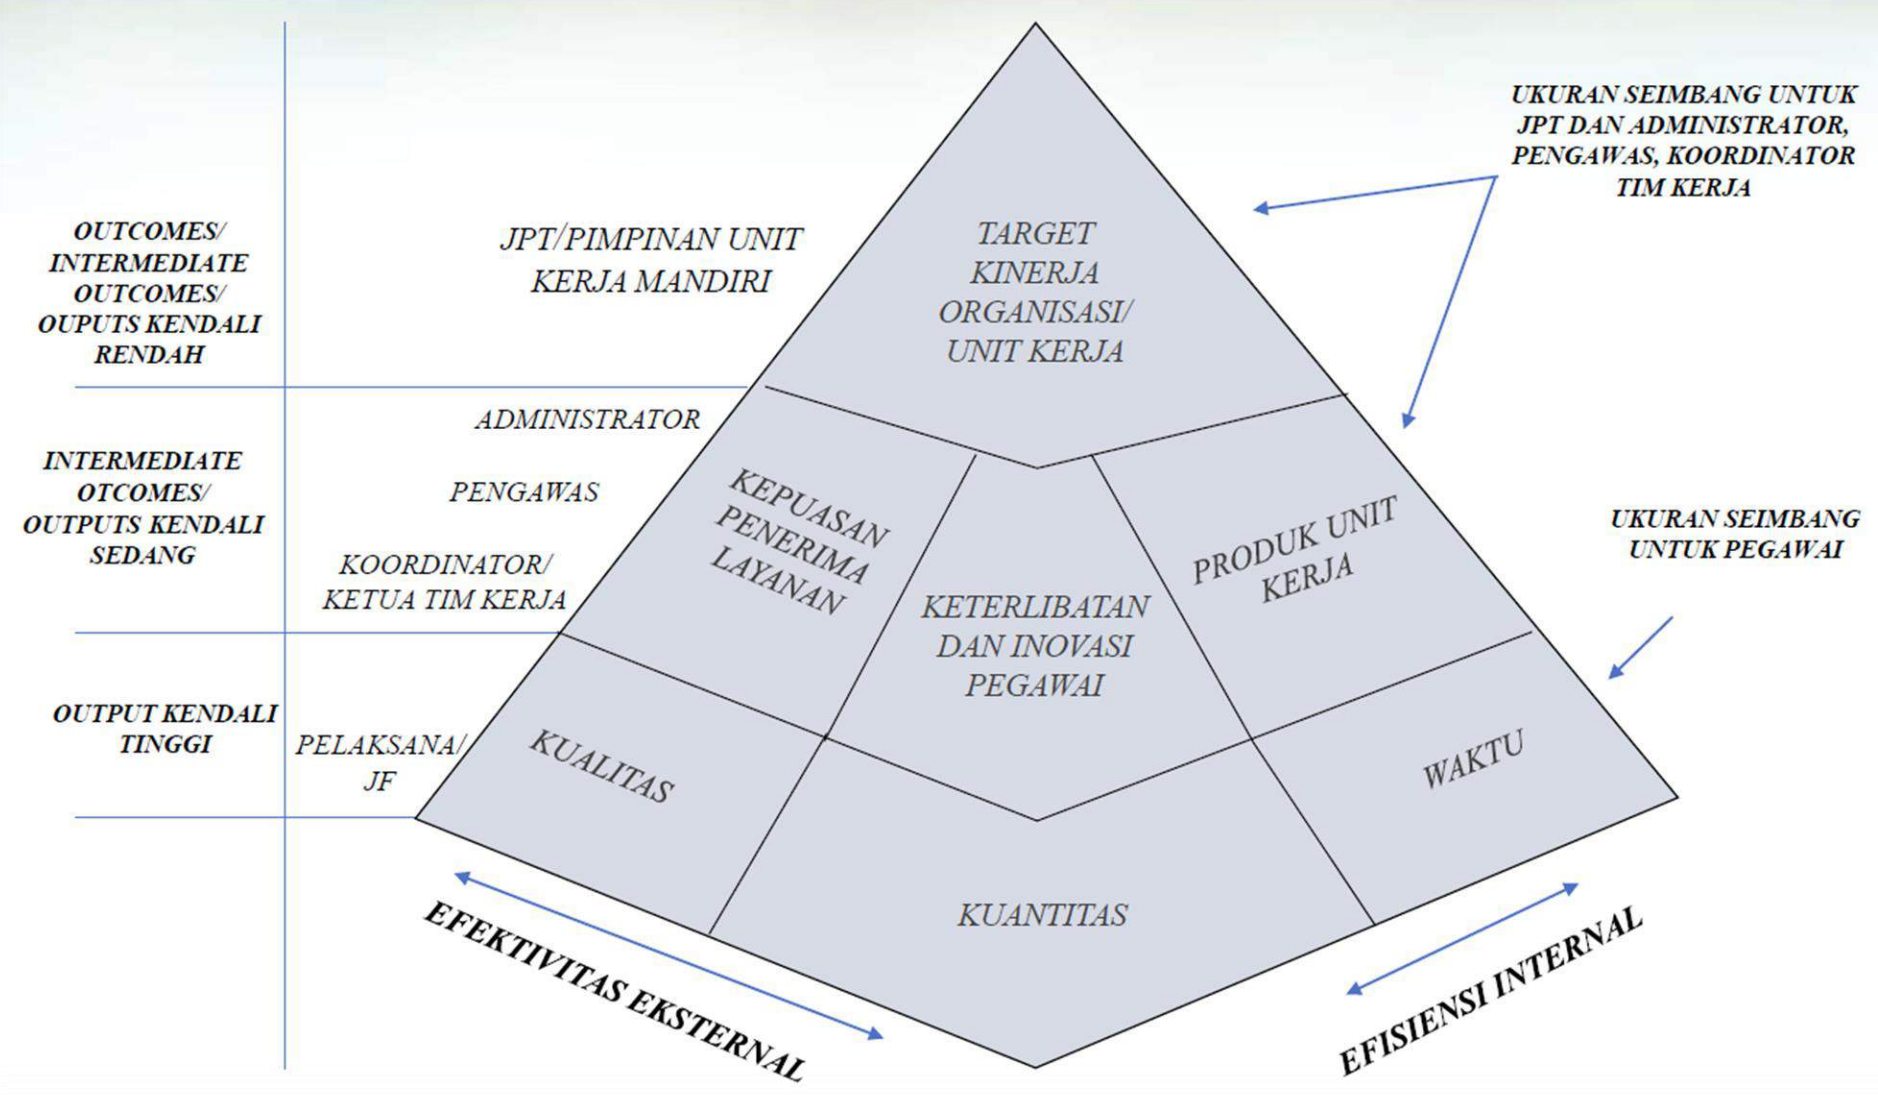 UKURAN SEIMBANG UNTUK
JPT DAN ADMINISTRATOR,
PENGAWAS, KOORDINATOR
TIM KERJA
OUTCOMES/
INTERMEDIATE
OUTCOMES/
OUPUTS KENDALI
RENDAH
JPT/PIMPINAN UNIT
KERJA MANDIRI
TARGET
KINERJA
ORGANISASI/
UNIT KERJA
INTERMEDIATE
OTCOMES/
OUTPUTS KENDALI
SEDANG
ADMINISTRATOR
PENGAWAS
KOORDINATOR/
KETUA TIM KERJA
KEPUASAN
PENERIMA
LAYANAN
KETERLIBATAN
DAN INOVASI
PEGAWAI
PRODUK UNIT
KERJA
UKURAN SEIMBANG
UNTUK PEGAWAI
OUTPUT KENDALI
TINGGI
PELAKSANA/
JF
KUALITAS
KUANTITAS
WAKTU
EFEKTIVITAS EKSTERNAL
EFISIENSI INTERNAL